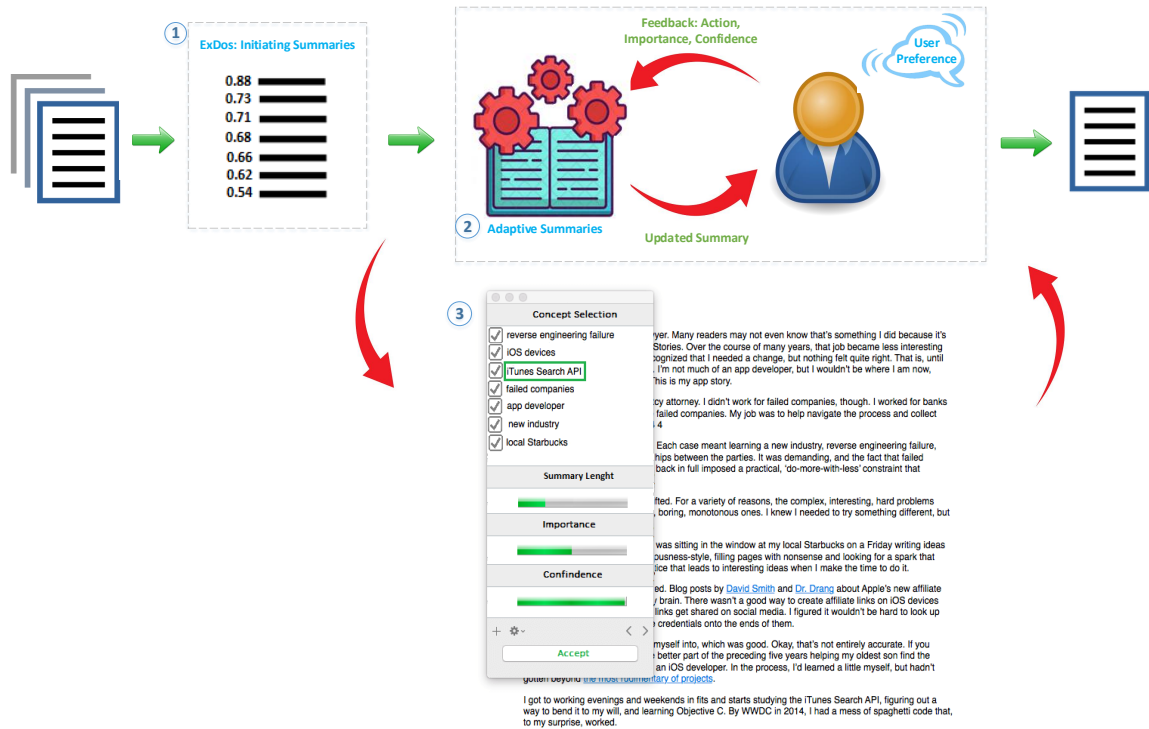 1
ExDos: Initiating Summaries
0.88
0.73
0.71
0.68
0.66
0.62
0.54
Feedback: Action,
Importance, Confidence
User
Preference
2
Adaptive Summaries
Updated Summary
3
Concept Selection
reverse engineering failure
iOS devices
iTunes Search API
failed companies
app developer
new industry
local Starbucks
Summary Lenght
Importance
Confindence
Accept
yer. Many readers may not even know that's something I did because it's
Stories. Over the course of many years, that job became less interesting
cognized that I needed a change, but nothing felt quite right. That is, until
. I'm not much of an app developer, but I wouldn't be where I am now,
This is my app story.
cy attorney. I didn't work for failed companies, though. I worked for banks
failed companies. My job was to help navigate the process and collect
4
Each case meant learning a new industry, reverse engineering failure,
hips between the parties. It was demanding, and the fact that failed
back in full imposed a practical, 'do-more-with-less' constraint that
fted. For a variety of reasons, the complex, interesting, hard problems
, boring, monotonous ones. I knew I needed to try something different, but
was sitting in the window at my local Starbucks on a Friday writing ideas
ousness-style, filling pages with nonsense and looking for a spark that
tice that leads to interesting ideas when I make the time to do it.
ed. Blog posts by David Smith and Dr. Drang about Apple's new affiliate
brain. There wasn't a good way to create affiliate links on iOS devices
links get shared on social media. I figured it wouldn't be hard to look up
credentials onto the ends of them.
myself into, which was good. Okay, that's not entirely accurate. If you
better part of the preceding five years helping my oldest son find the
an iOS developer. In the process, I'd learned a little myself, but hadn't
gotten beyond the most rudimentary of projects.
I got to working evenings and weekends in fits and starts studying the iTunes Search API, figuring out a
way to bend it to my will, and learning Objective C. By WWDC in 2014, I had a mess of spaghetti code that,
to my surprise, worked.